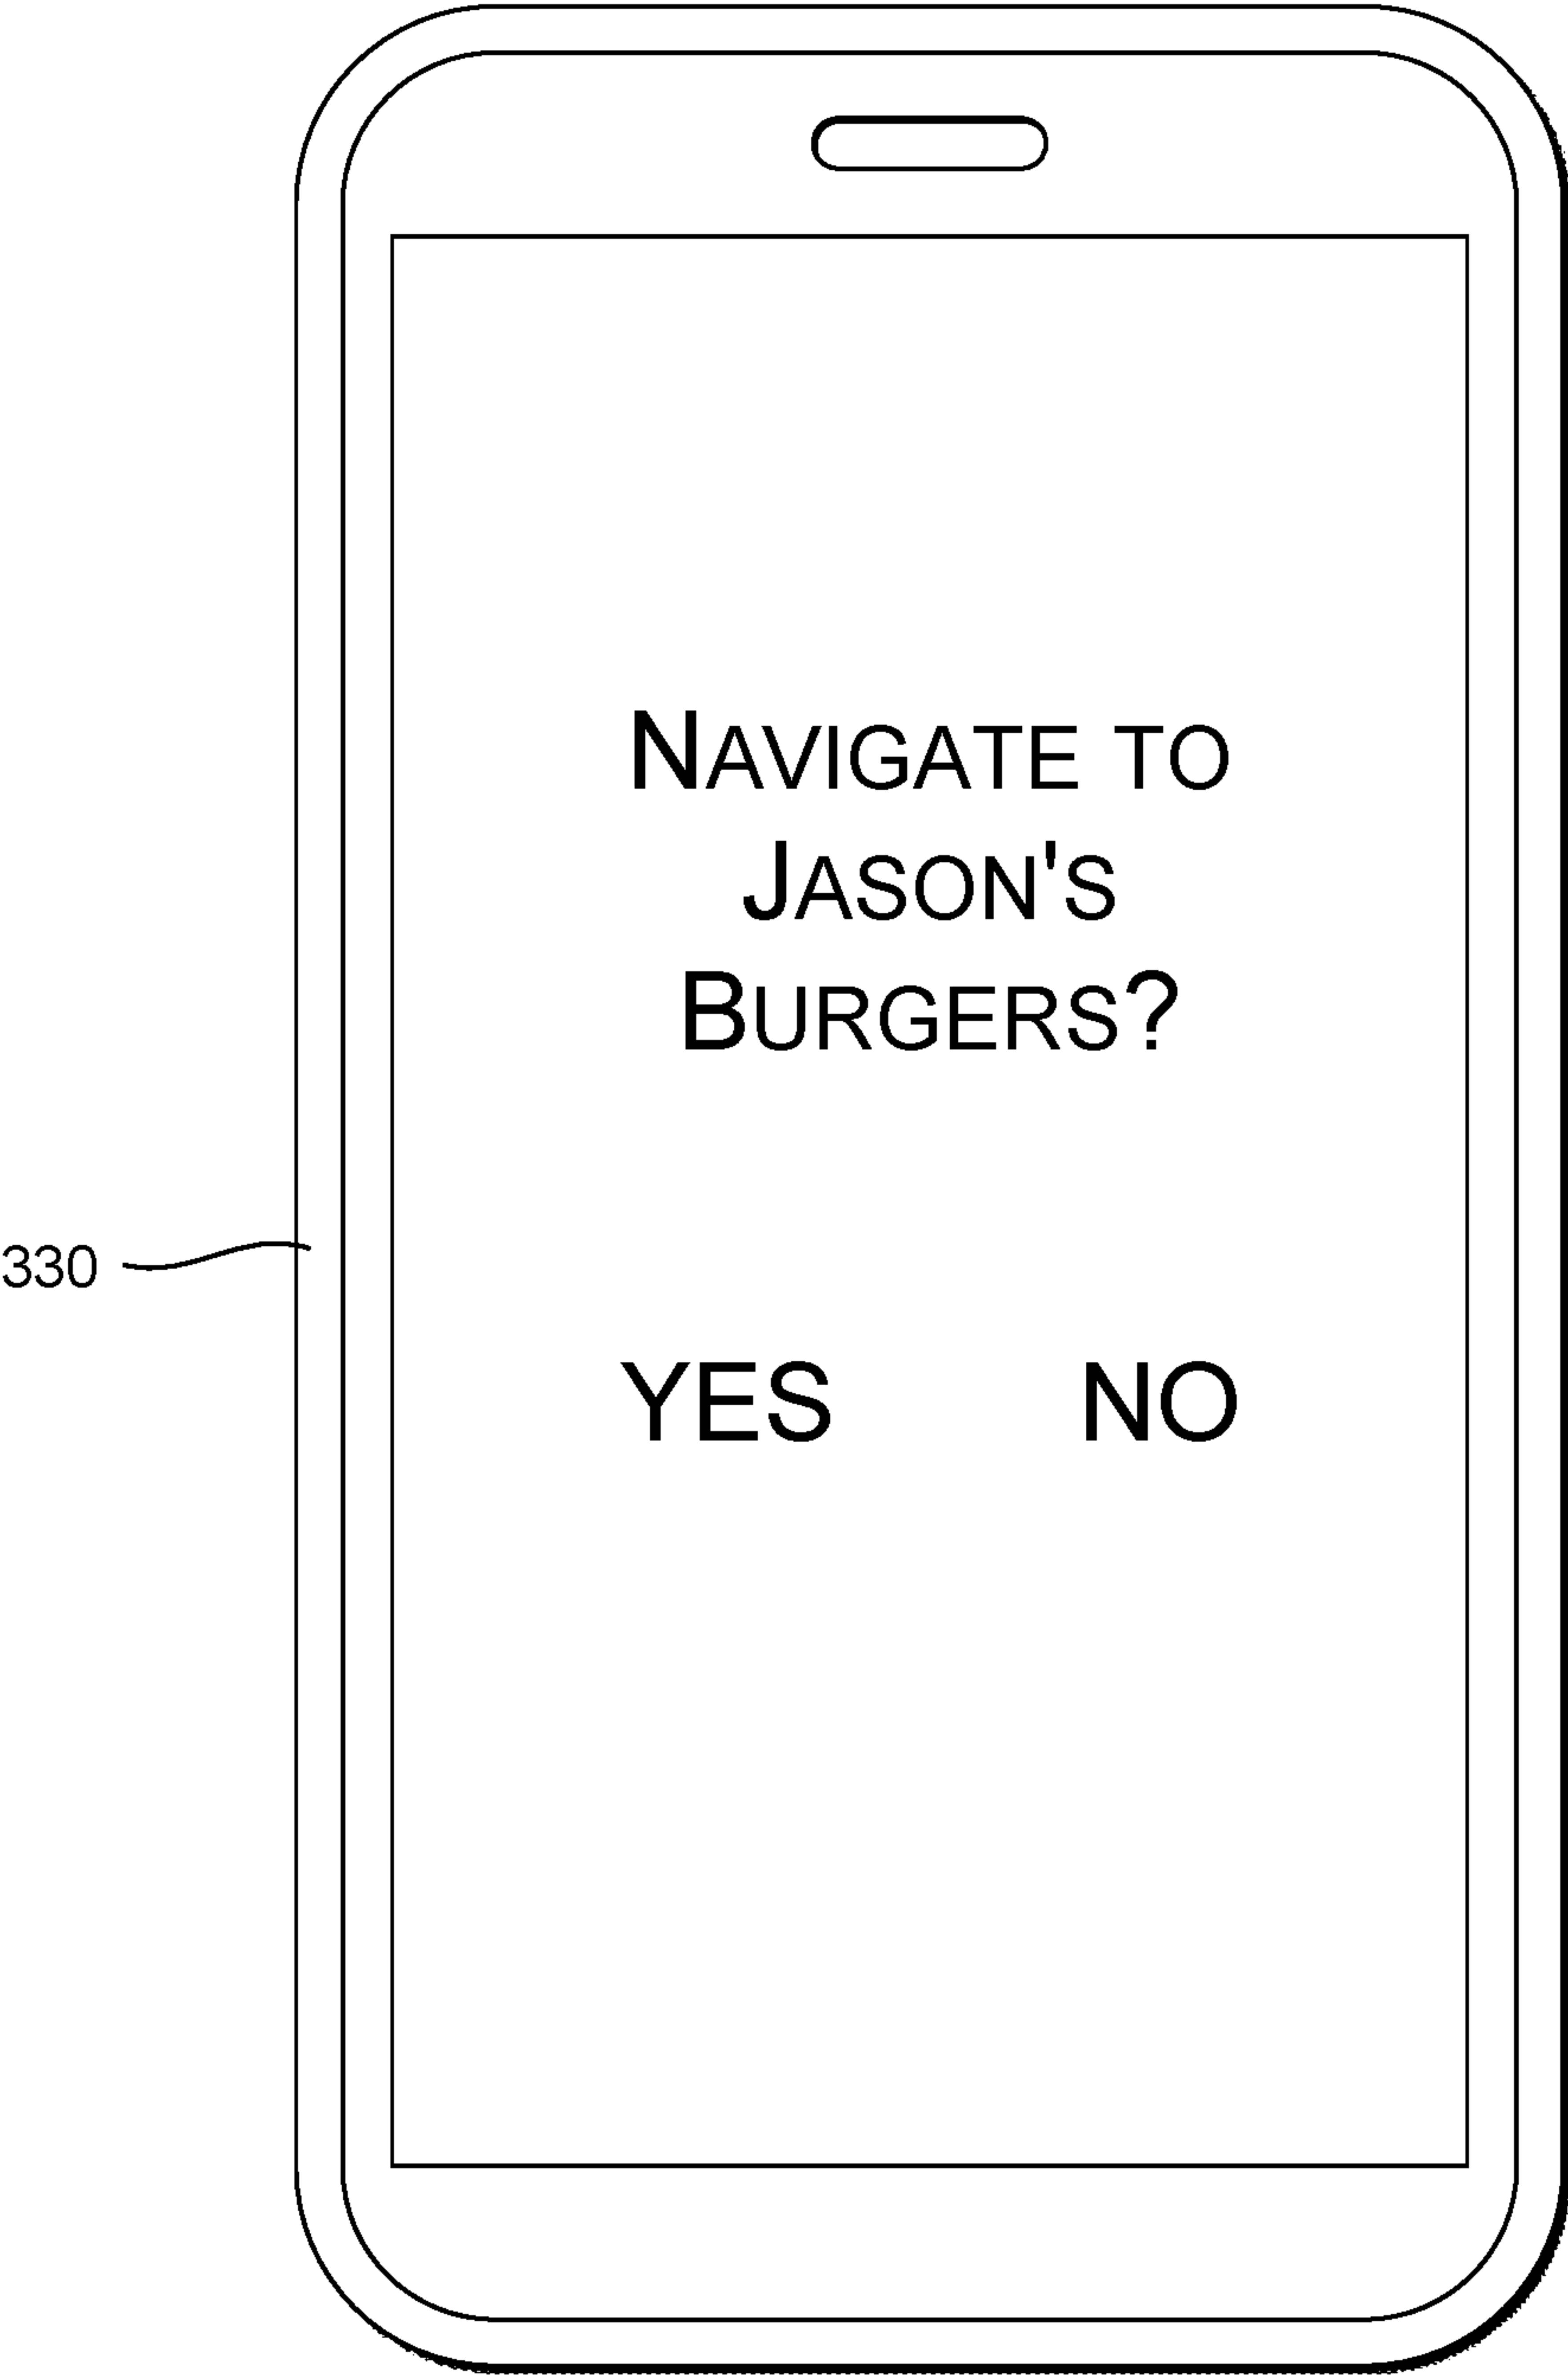 NAVIGATE TO
JASON'S
BURGERS?
330
YES NO